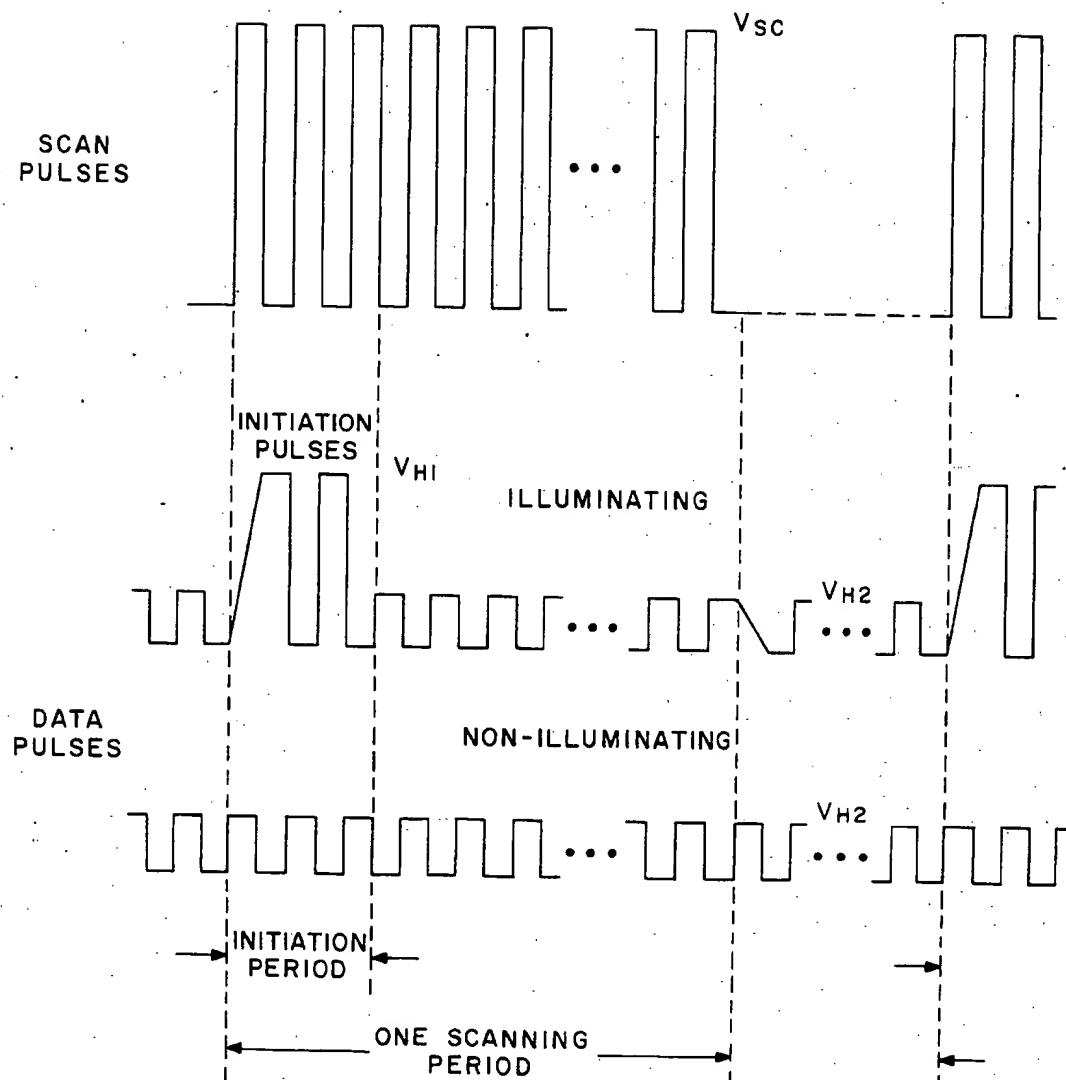 VSC
SCAN
PULSES
INITIATION
PULSES
VH1
ILLUMINATING
VH2
DATA
PULSES
NON-ILLUMINATING
VH2
INITIATION
PERIOD
ONE SCANNING
PERIOD